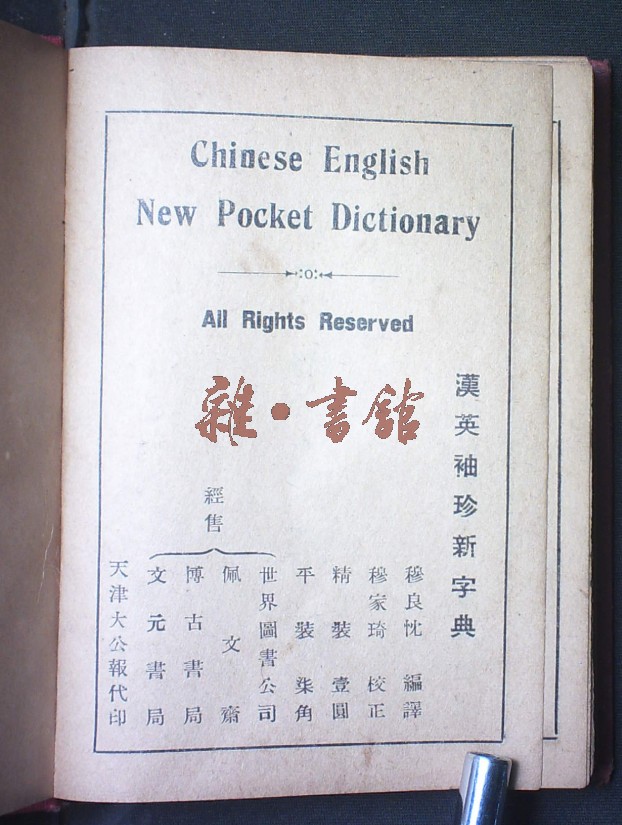 Chinese English
New Pocket Dictionary
All Rights Reserved
雜·書館
漢英袖珍新字典
穆良忱 編譯
穆家琦 校正
精裝壹圓
平裝柒角
經售
世界圖書公司
佩文齋
博古書局
文元書局
天津大公報代印